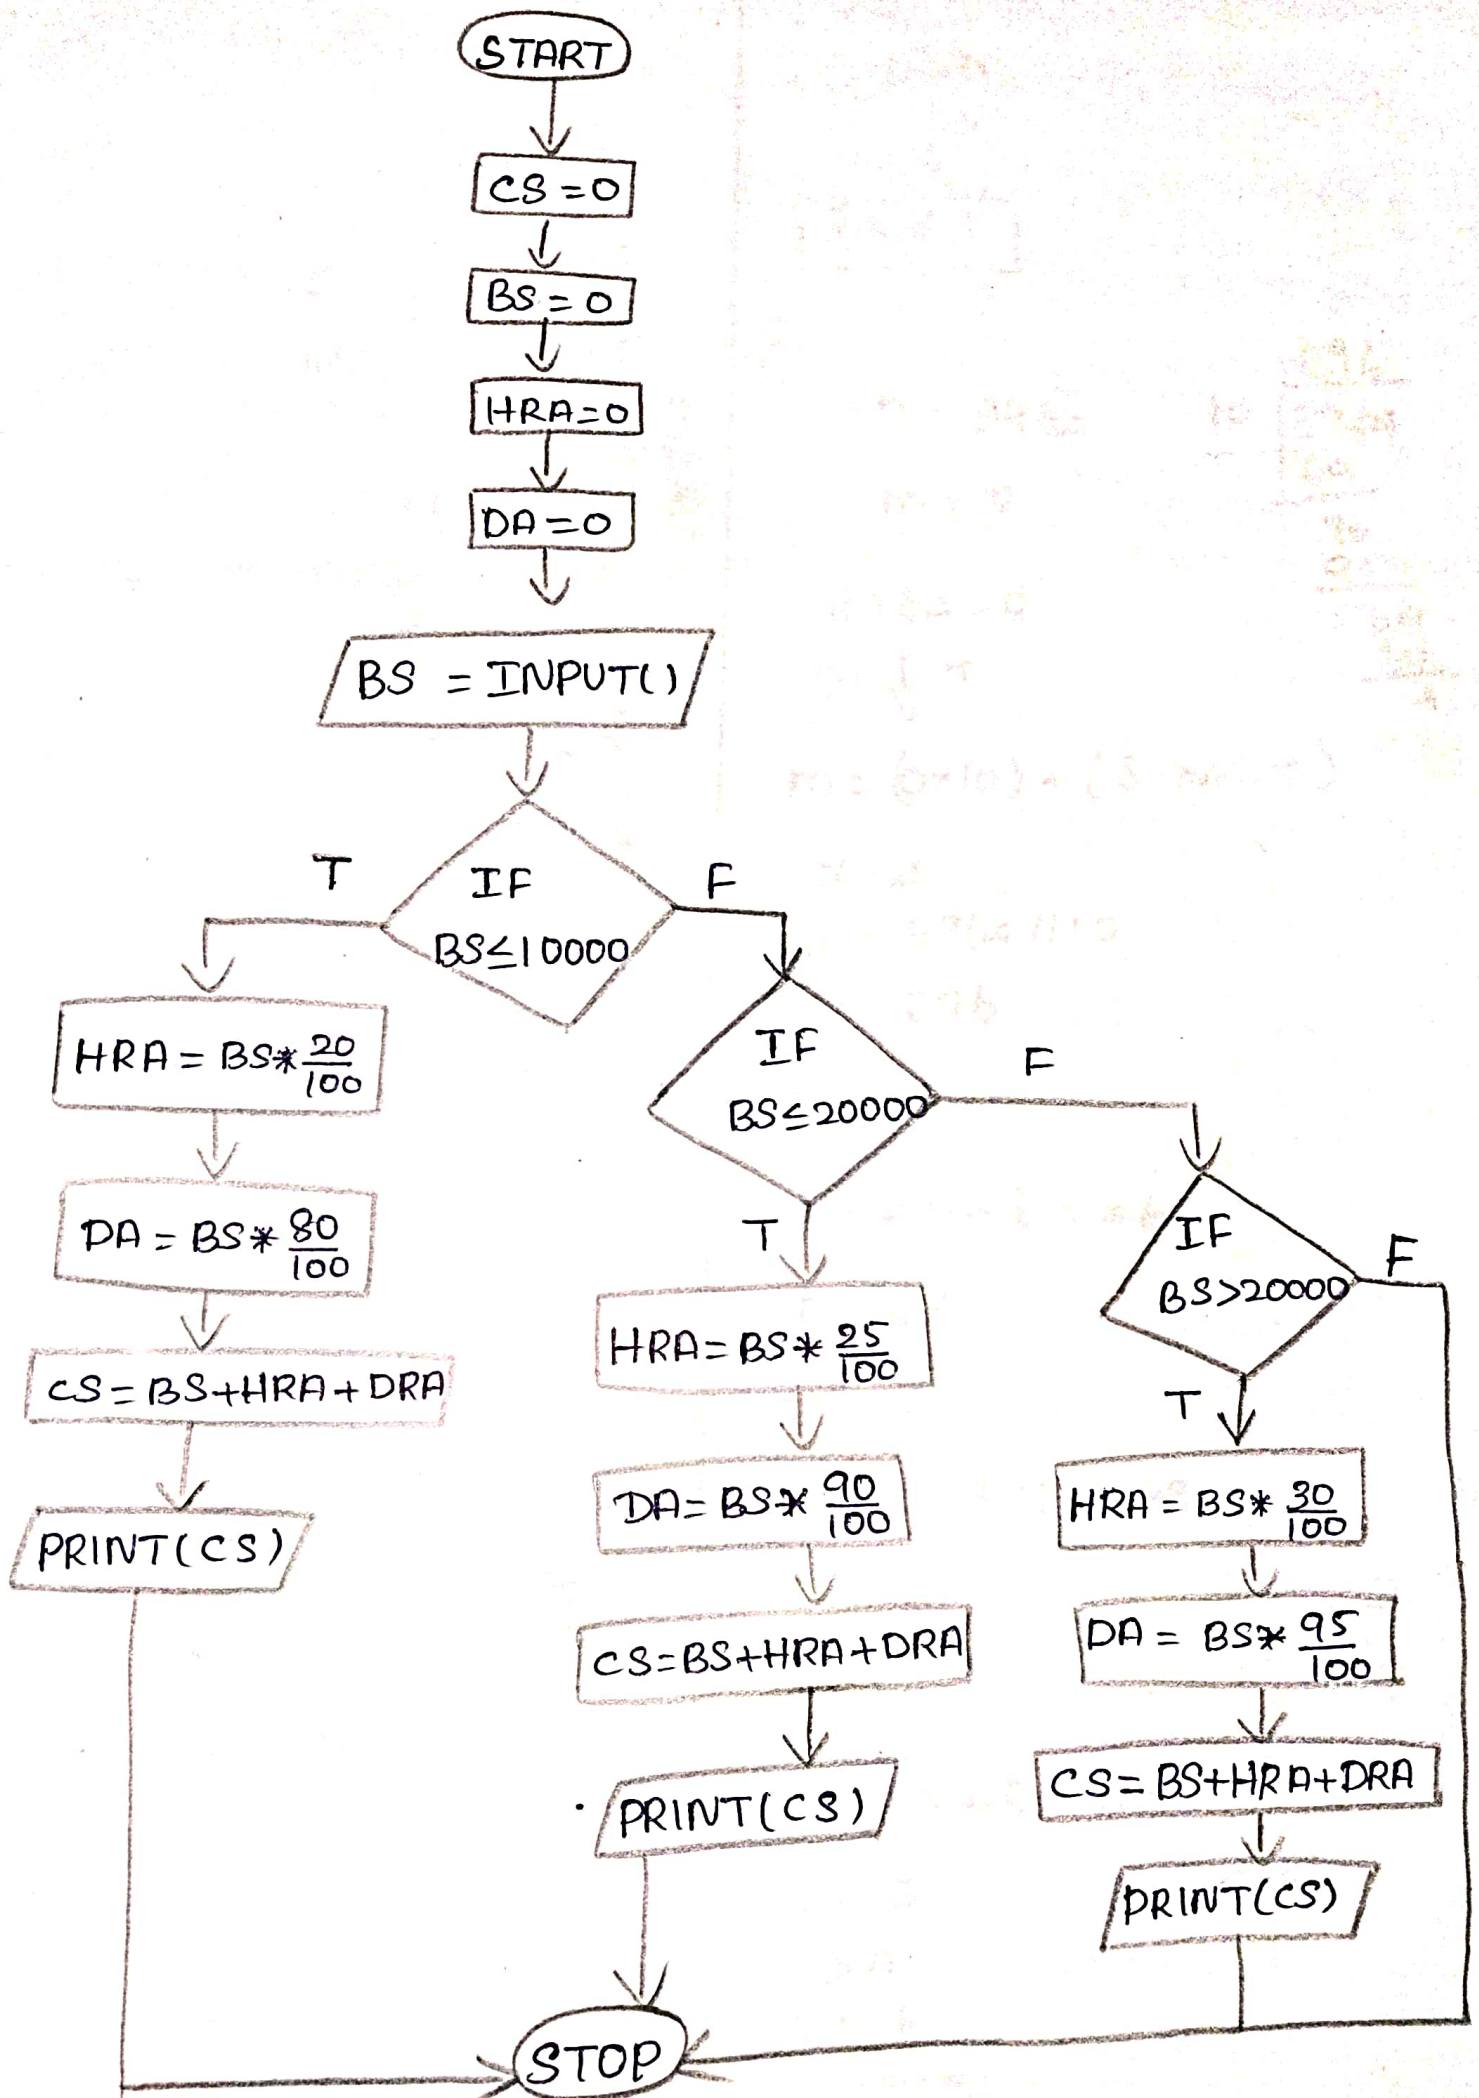 START
CS=0
BS=0
HRA=0
DA=0
BS = INPUT()
T
IF
BS≤10000
F
HRA = BS* 20/100
DA = BS* 80/100
CS=BS+HRA+DRA
PRINT(CS)
IF
BS≤20000
F
T
HRA=BS* 25/100
DA=BS* 90/100
CS=BS+HRA+DRA
PRINT(CS)
IF
BS>20000
F
T
HRA = BS* 30/100
DA = BS* 95/100
CS=BS+HRA+DRA
PRINT(CS)
STOP